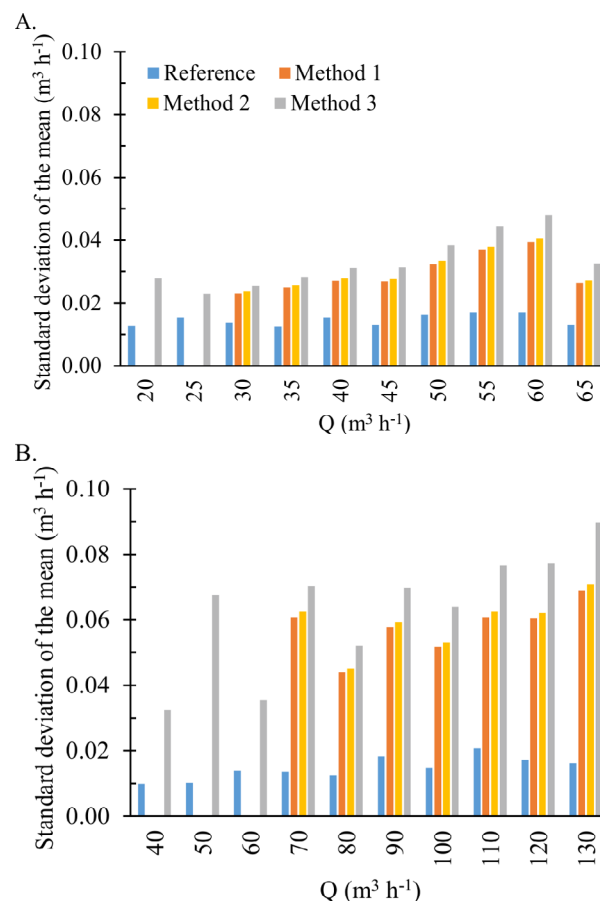 A.
Standard deviation of the mean (m³ h⁻¹)
0.10
0.08
0.06
0.04
0.02
0.00
Reference
Method 1
Method 2
Method 3
20 25 30 35 40 45 50 55 60 65
Q (m³ h⁻¹)
B.
Standard deviation of the mean (m³ h⁻¹)
0.10
0.08
0.06
0.04
0.02
0.00
40 50 60 70 80 90 100 110 120 130
Q (m³ h⁻¹)